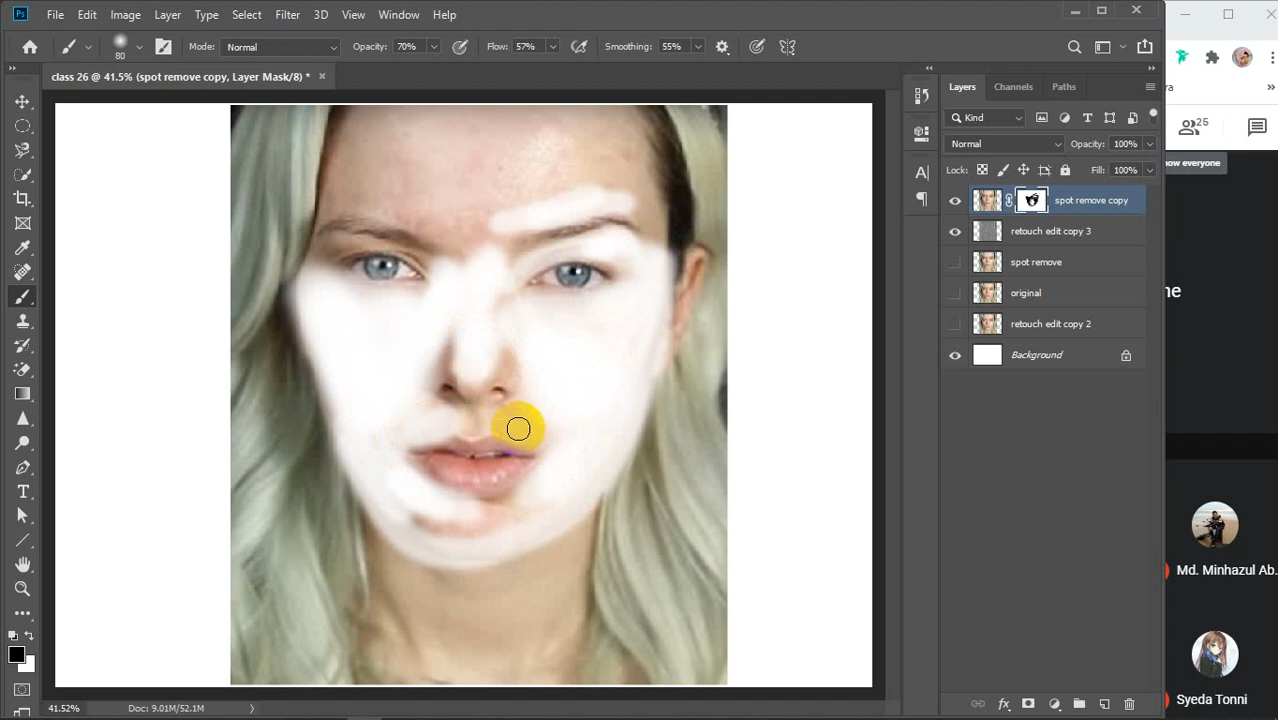 Ps File Edit Image Layer Type Select Filter 3D View Window Help
80 Mode: Normal Opacity: 70% Flow: 57% Smoothing: 55%
class 26 @ 41.5% (spot remove copy, Layer Mask/8) * ×
Layers Channels Paths
Kind
Normal Opacity: 100%
Lock: Fill: 100%
spot remove copy
retouch edit copy 3
spot remove
original
retouch edit copy 2
Background
41.52% Doc: 9.01M/52.1M
ra
25
now everyone
ne
Md. Minhazul Ab.
Syeda Tonni